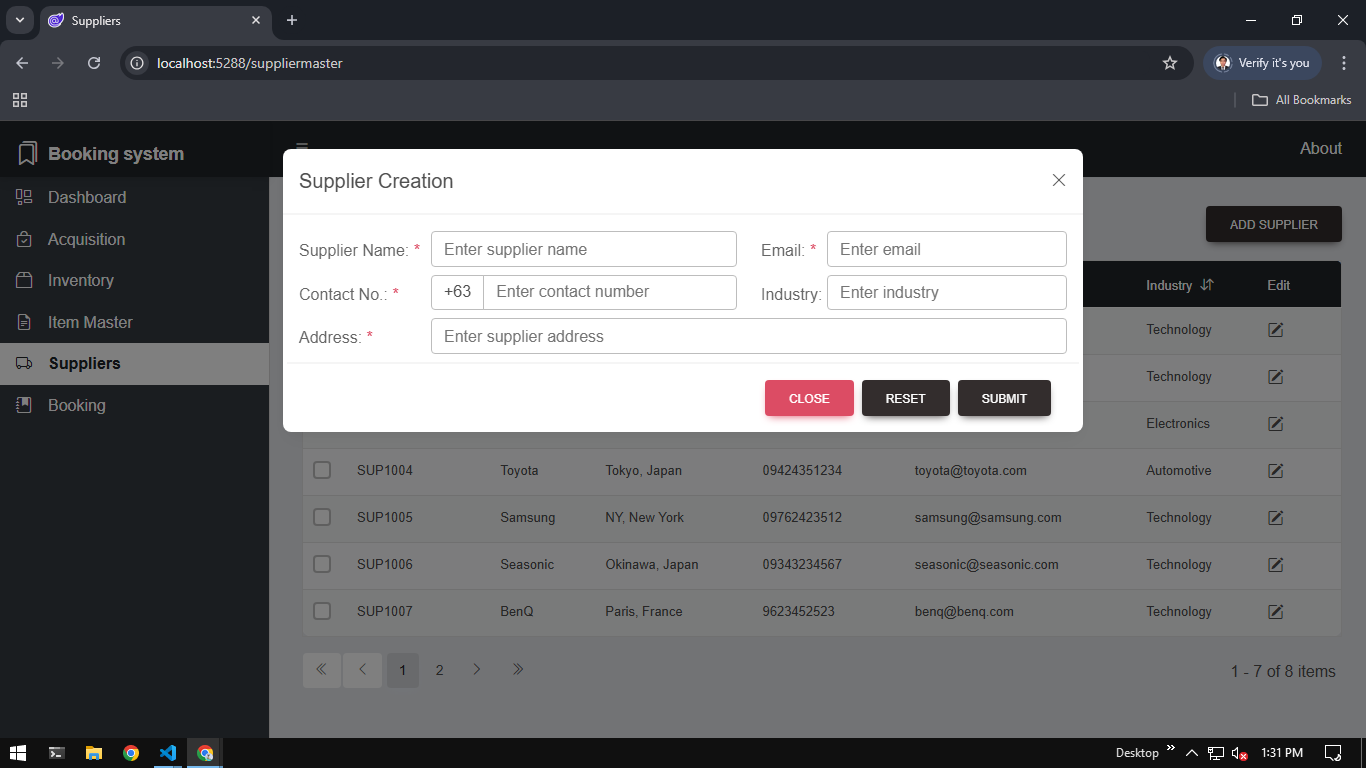 Suppliers
localhost:5288/suppliermaster
Verify it's you
All Bookmarks
Booking system
About
Dashboard
Acquisition
Inventory
Item Master
Suppliers
Booking
Supplier Creation
Supplier Name: * Enter supplier name Email: * Enter email
Contact No.: * +63 Enter contact number Industry: Enter industry
Address: * Enter supplier address
CLOSE RESET SUBMIT
ADD SUPPLIER
Industry Edit
Technology
Technology
Electronics
SUP1004 Toyota Tokyo, Japan 09424351234 toyota@toyota.com Automotive
SUP1005 Samsung NY, New York 09762423512 samsung@samsung.com Technology
SUP1006 Seasonic Okinawa, Japan 09343234567 seasonic@seasonic.com Technology
SUP1007 BenQ Paris, France 9623452523 benq@benq.com Technology
1 2 1 - 7 of 8 items
Desktop 1:31 PM